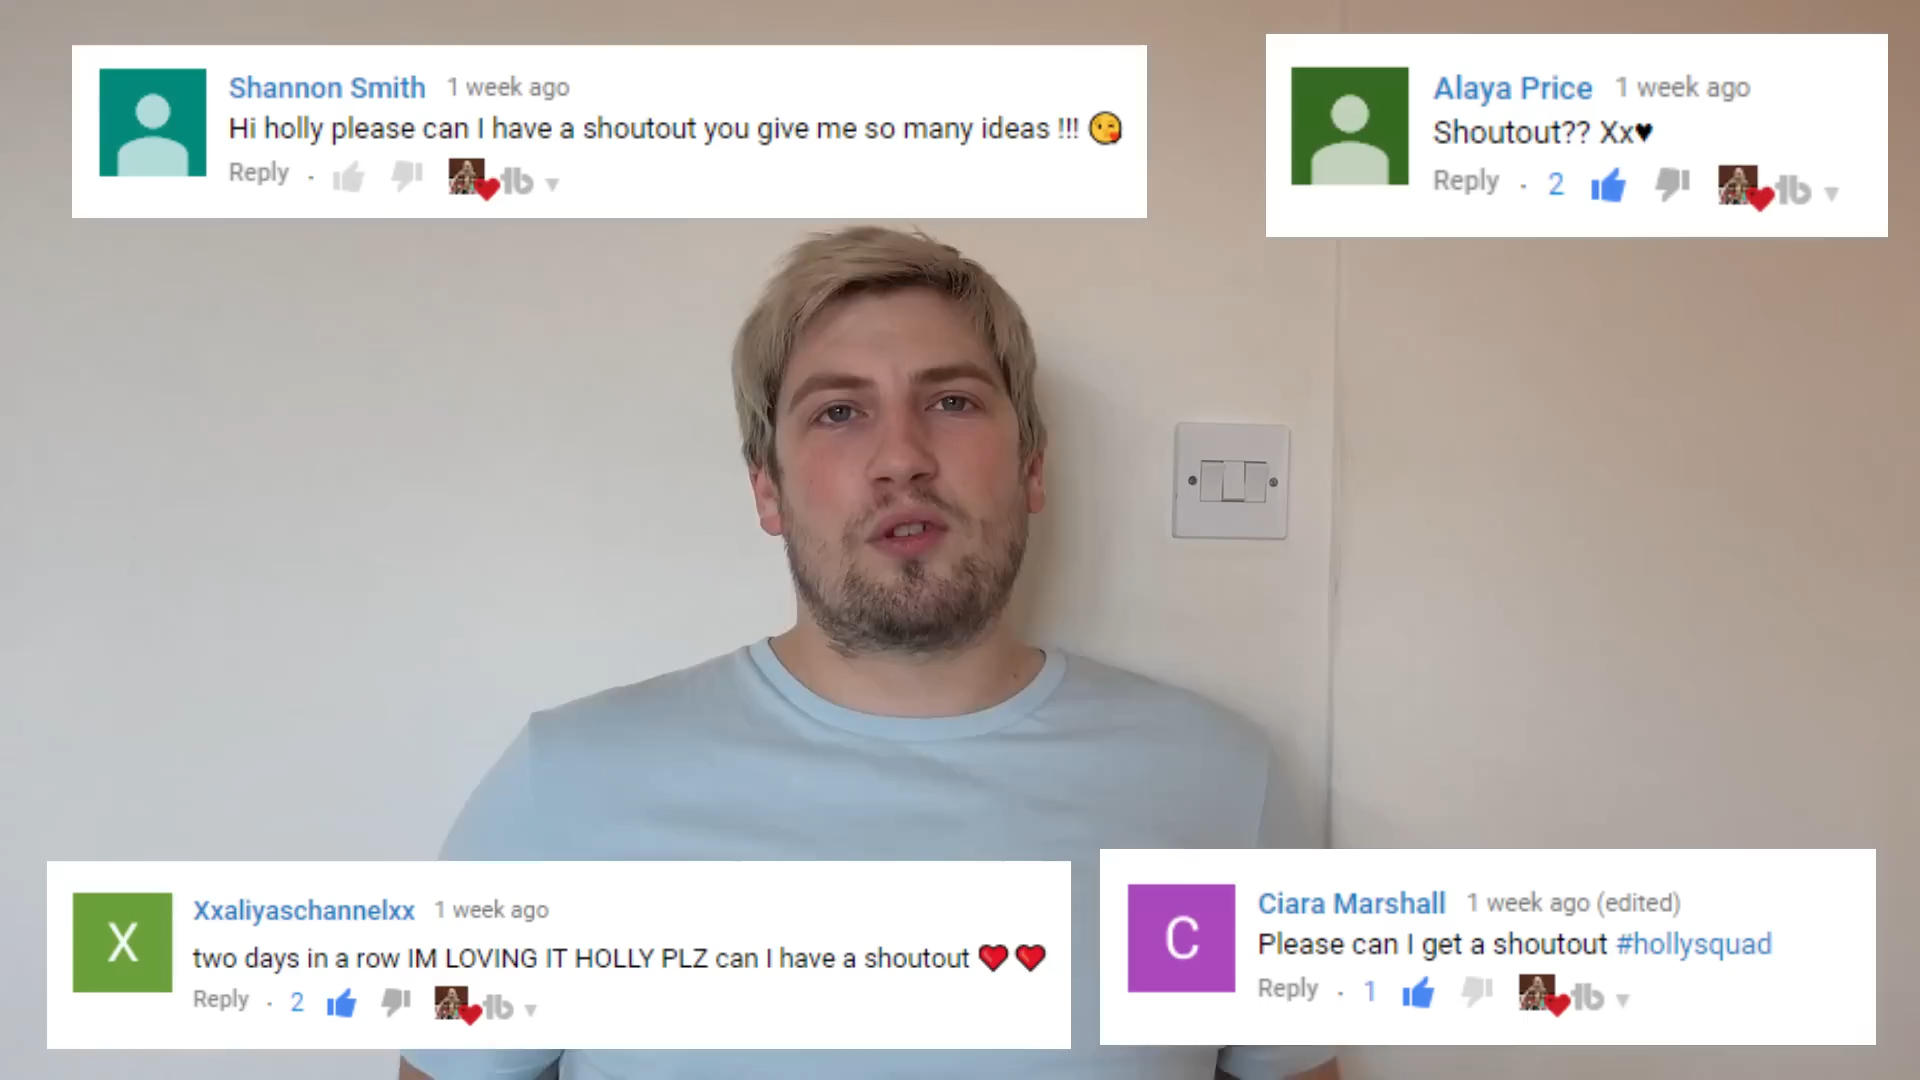 Shannon Smith 1 week ago
Hi holly please can I have a shoutout you give me so many ideas !!! 😘
Reply
Alaya Price 1 week ago
Shoutout?? Xx♥
Reply · 2
X
Xxaliyaschannelxx 1 week ago
two days in a row IM LOVING IT HOLLY PLZ can I have a shoutout ❤❤
Reply · 2
C
Ciara Marshall 1 week ago (edited)
Please can I get a shoutout #hollysquad
Reply · 1